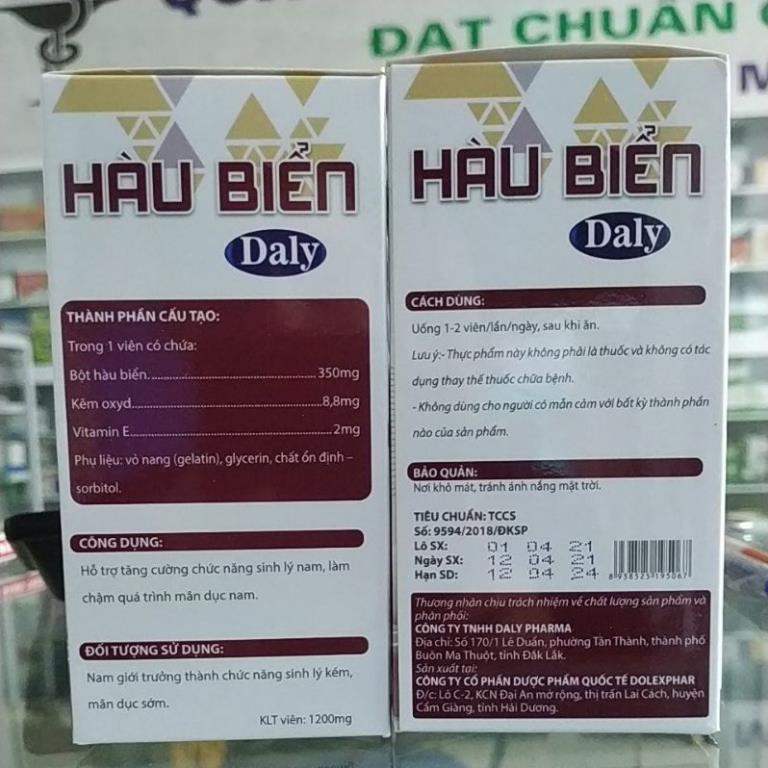 ĐẠT CHUẨN
HÀU BIỂN
Daly
THÀNH PHẦN CẤU TẠO:
Trong 1 viên có chứa:
Bột hàu biển................................................350mg
Kẽm oxyd....................................................8,8mg
Vitamin E.......................................................2mg
Phụ liệu: vỏ nang (gelatin), glycerin, chất ổn định –
sorbitol.
CÔNG DỤNG:
Hỗ trợ tăng cường chức năng sinh lý nam, làm
chậm quá trình mãn dục nam.
ĐỐI TƯỢNG SỬ DỤNG:
Nam giới trưởng thành chức năng sinh lý kém,
mãn dục sớm.
KLT viên: 1200mg
HÀU BIỂN
Daly
CÁCH DÙNG:
Uống 1-2 viên/lần/ngày, sau khi ăn.
Lưu ý:- Thực phẩm này không phải là thuốc và không có tác
dụng thay thế thuốc chữa bệnh.
- Không dùng cho người có mẫn cảm với bất kỳ thành phần
nào của sản phẩm.
BẢO QUẢN:
Nơi khô mát, tránh ánh nắng mặt trời.
TIÊU CHUẨN: TCCS
Số: 9594/2018/ĐKSP
Lô SX: 01 04 21
Ngày SX: 12 04 21
Hạn SD: 12 04 24
8 938525 195067
Thương nhân chịu trách nhiệm về chất lượng sản phẩm và
phân phối:
CÔNG TY TNHH DALY PHARMA
Địa chỉ: Số 170/1 Lê Duẩn, phường Tân Thành, thành phố
Buôn Ma Thuột, tỉnh Đắk Lắk.
Sản xuất tại:
CÔNG TY CỔ PHẦN DƯỢC PHẨM QUỐC TẾ DOLEXPHAR
Đ/c: Lô C-2, KCN Đại An mở rộng, thị trấn Lai Cách, huyện
Cẩm Giàng, tỉnh Hải Dương.